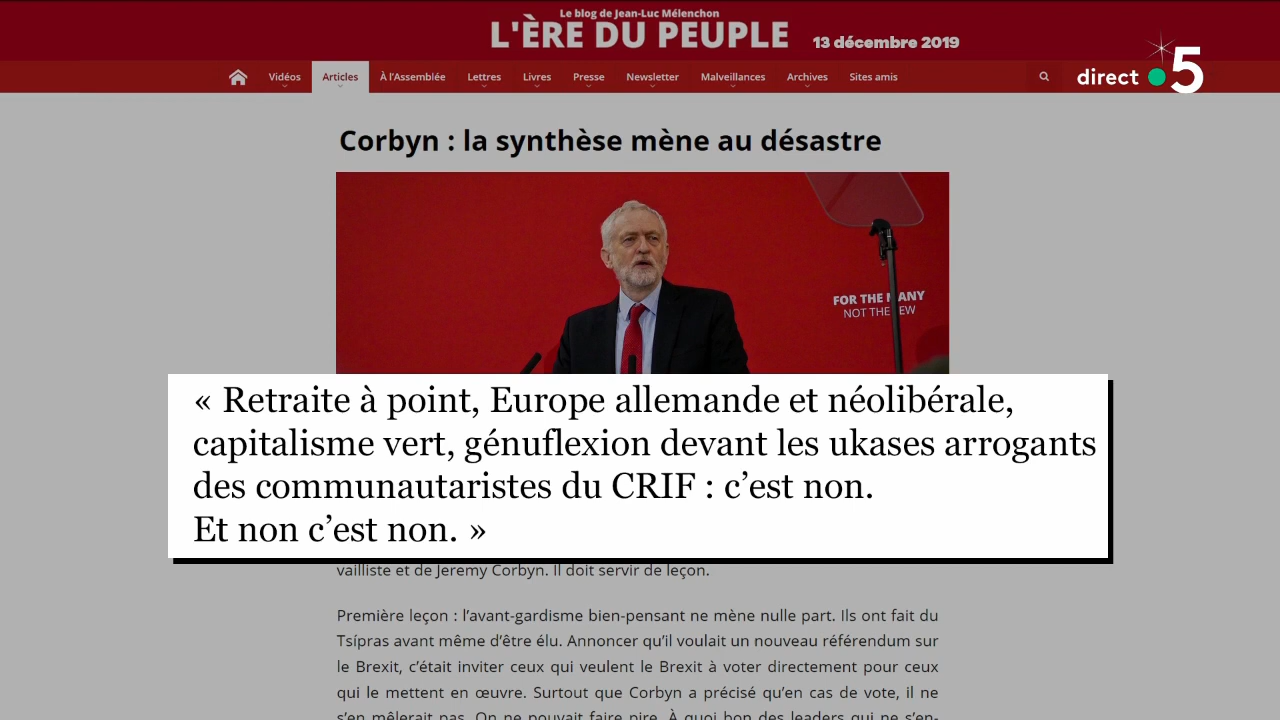 Le blog de Jean-Luc Mélenchon
L'ÈRE DU PEUPLE
13 décembre 2019
Vidéos Articles À l'Assemblée Lettres Livres Presse Newsletter Malveillances Archives Sites amis
direct 5
Corbyn : la synthèse mène au désastre
FOR THE MANY
NOT THE FEW
« Retraite à point, Europe allemande et néolibérale,
capitalisme vert, génuflexion devant les ukases arrogants
des communautaristes du CRIF : c’est non.
Et non c’est non. »
vailliste et de Jeremy Corbyn. Il doit servir de leçon.
Première leçon : l’avant-gardisme bien-pensant ne mène nulle part. Ils ont fait du
Tsípras avant même d’être élu. Annoncer qu’il voulait un nouveau référendum sur
le Brexit, c’était inviter ceux qui veulent le Brexit à voter directement pour ceux
qui le mettent en œuvre. Surtout que Corbyn a précisé qu’en cas de vote, il ne
s’en mêlerait pas. On ne pouvait faire pire. À quoi bon des leaders qui ne s’en-